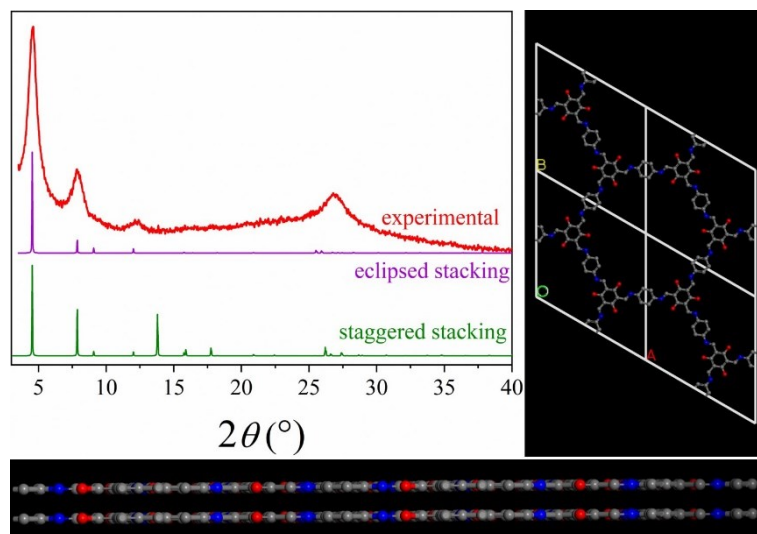 experimental
eclipsed stacking
staggered stacking
5 10 15 20 25 30 35 40
2θ(°)
B
O
A